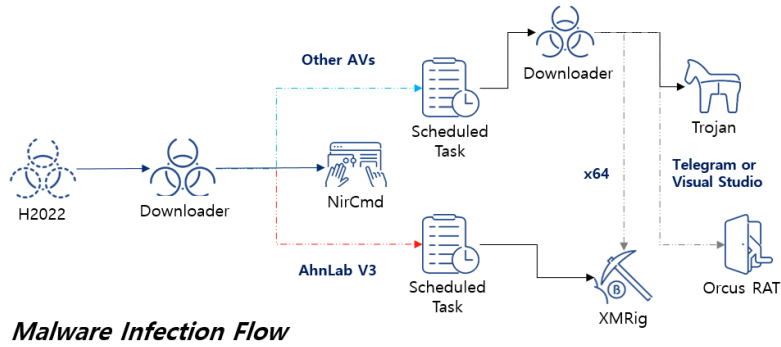 Other AVs
Downloader
Scheduled
Task
Trojan
H2022
Downloader
NirCmd
x64
Telegram or
Visual Studio
AhnLab V3
Scheduled
Task
B
XMRig
Orcus RAT
Malware Infection Flow